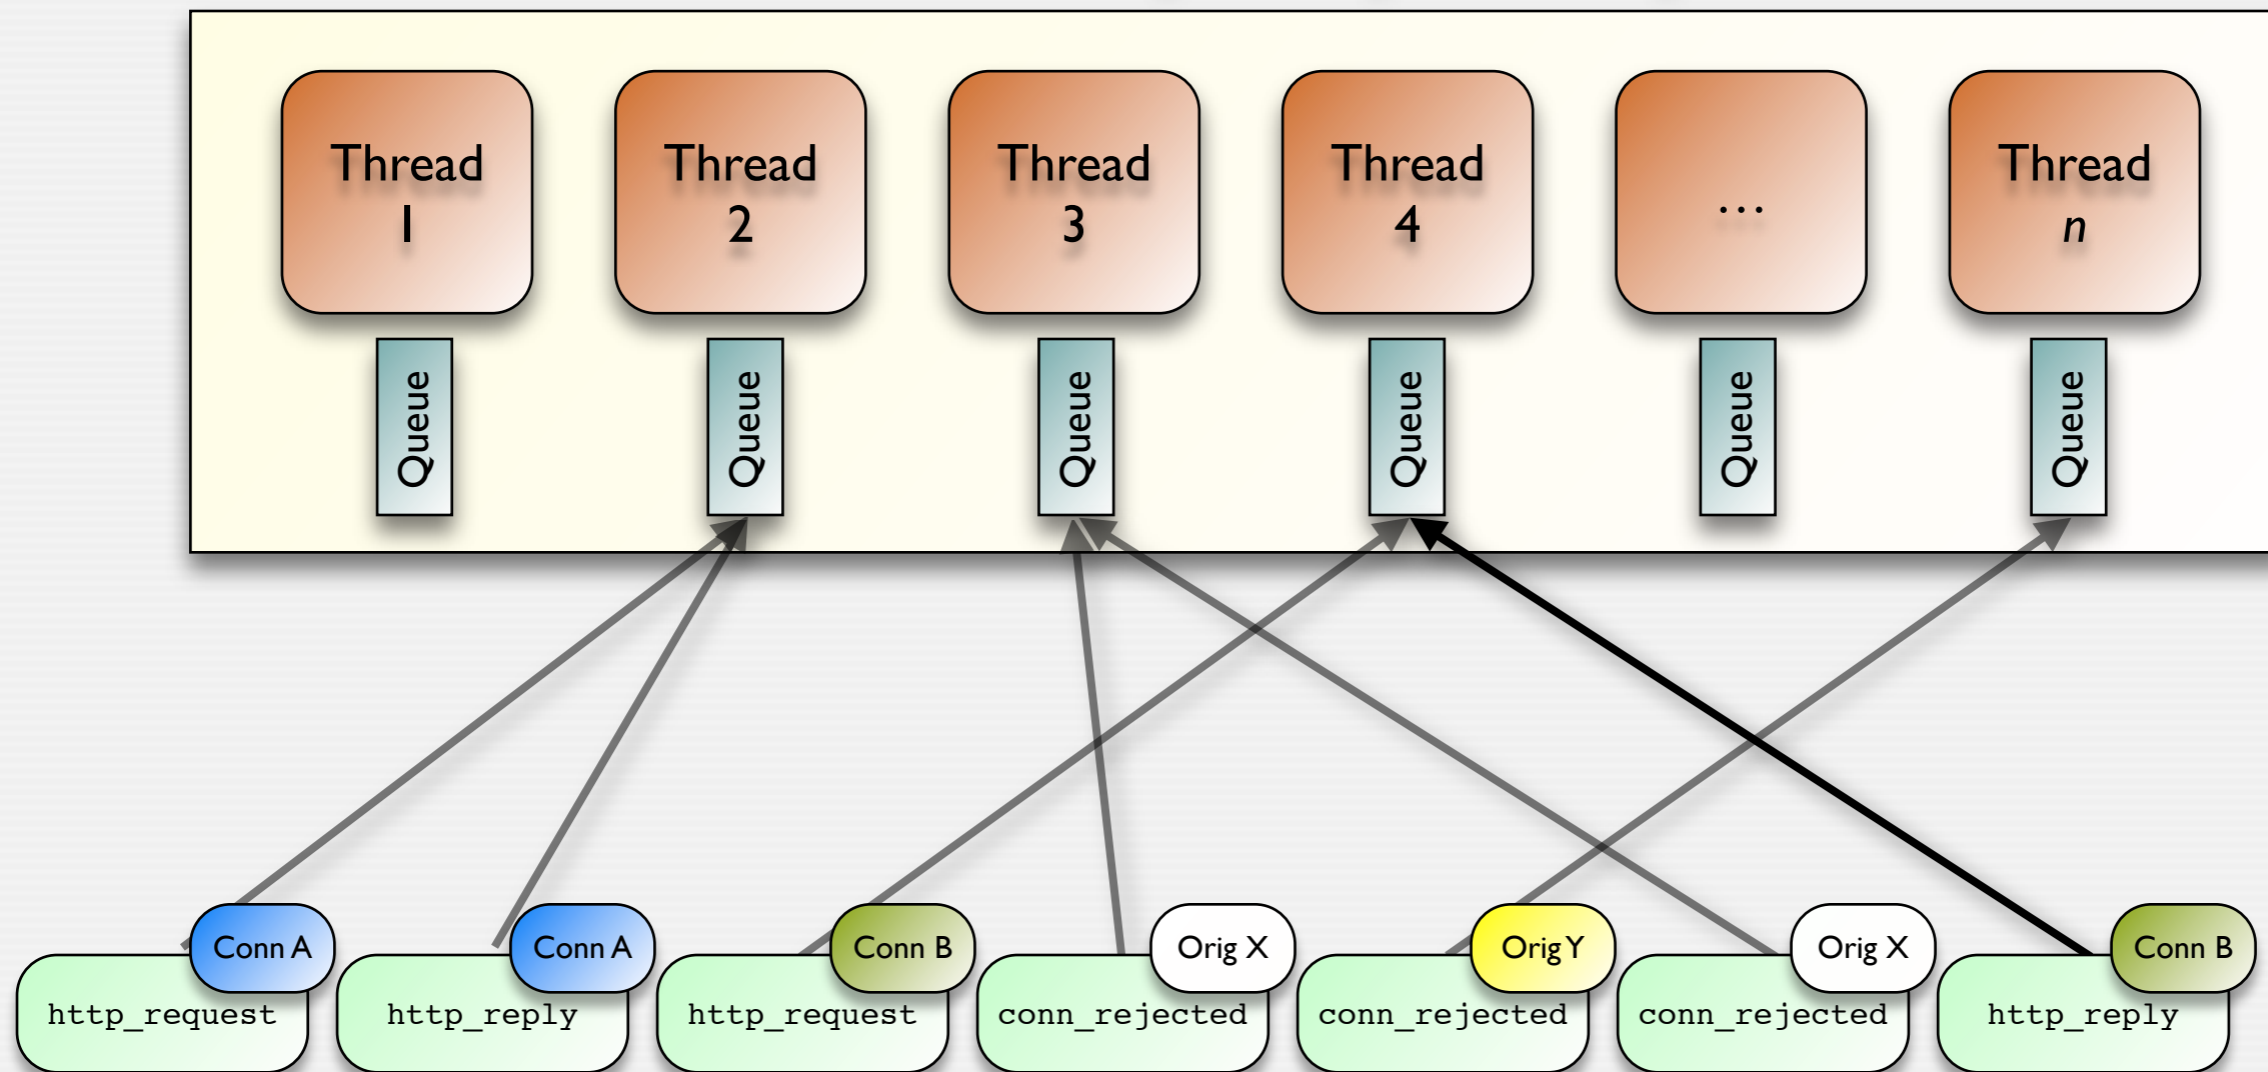 Thread
1
Thread
2
Thread
3
Thread
4
...
Thread
n
Queue
Queue
Queue
Queue
Queue
Queue
Conn A
http_request
Conn A
http_reply
Conn B
http_request
Orig X
conn_rejected
Orig Y
conn_rejected
Orig X
conn_rejected
Conn B
http_reply